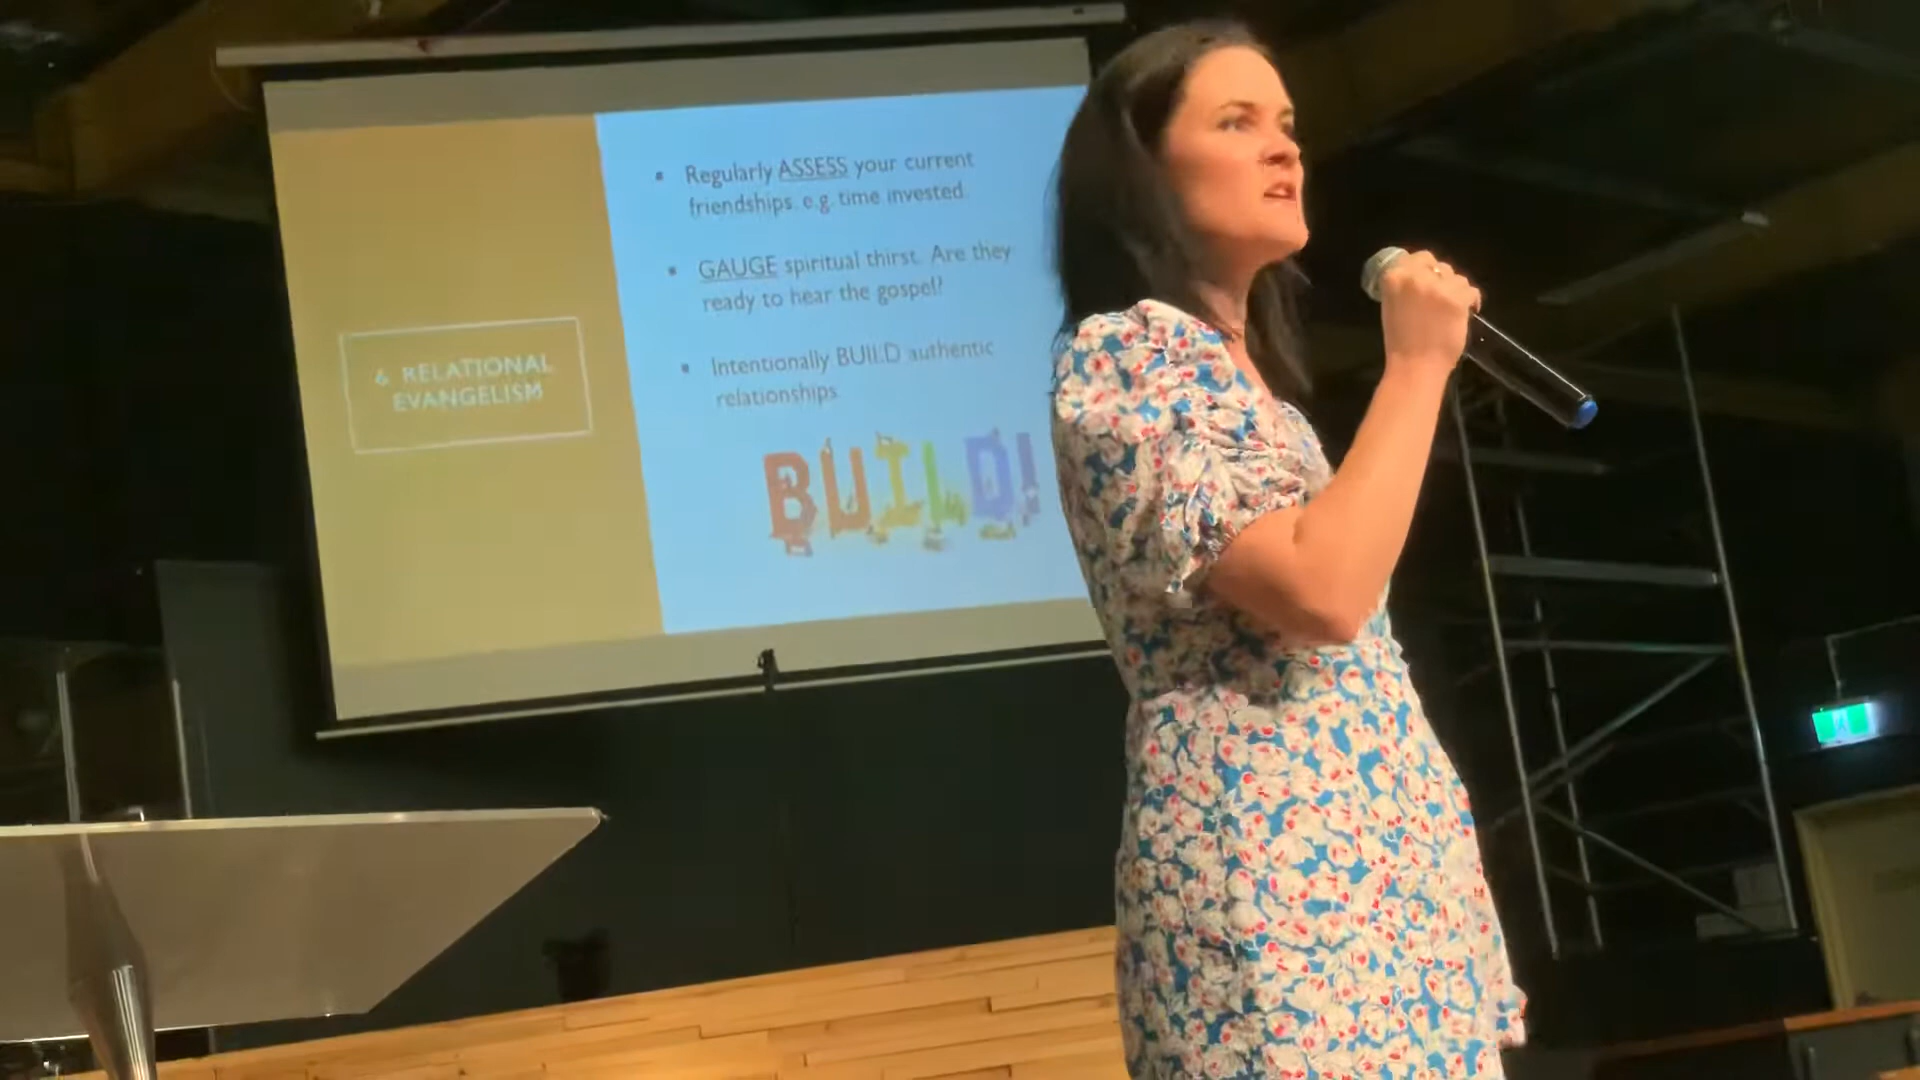 6. RELATIONAL
EVANGELISM
Regularly ASSESS your current
friendships. e.g. time invested.
GAUGE spiritual thirst. Are they
ready to hear the gospel?
Intentionally BUILD authentic
relationships
BUILD!